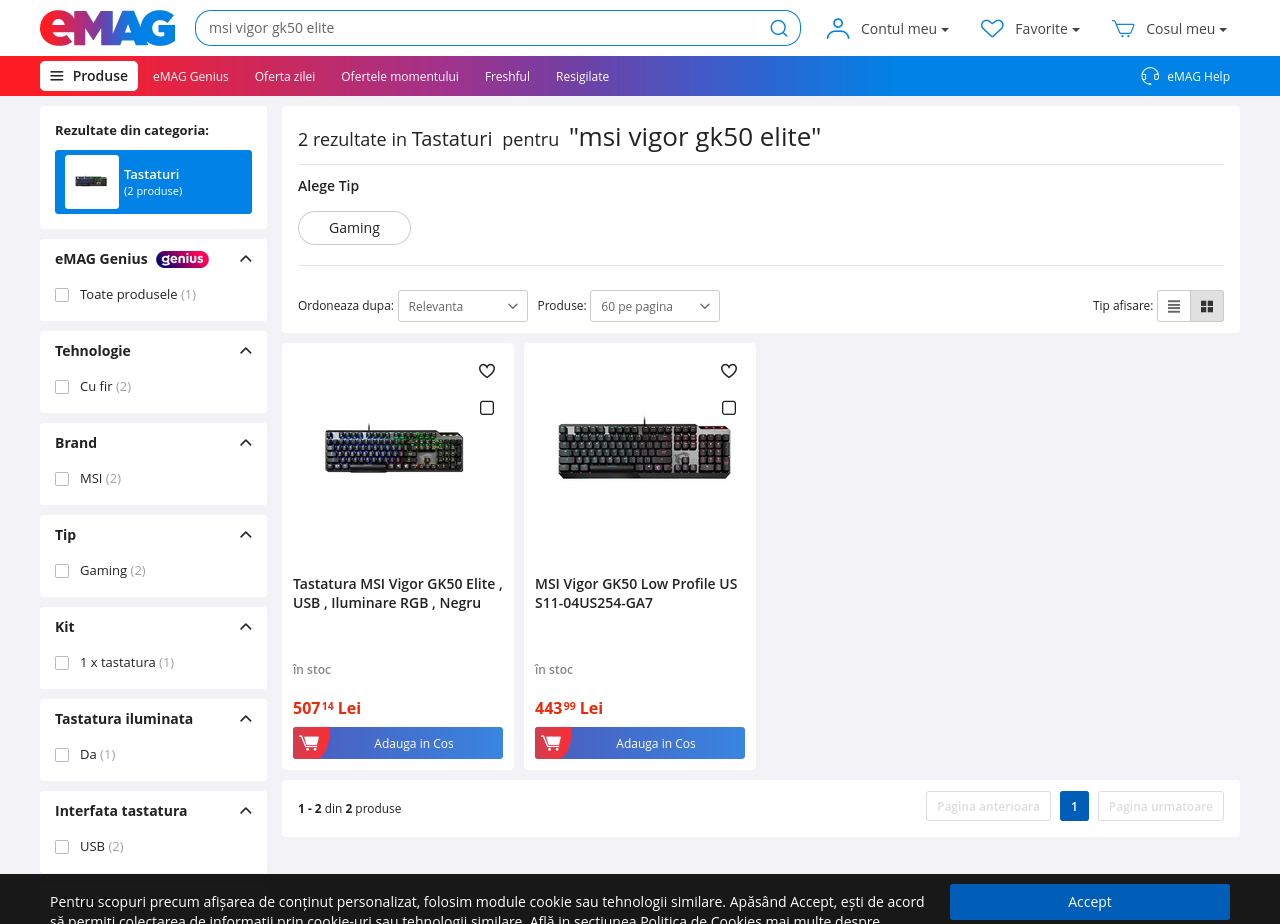 eMAG
msi vigor gk50 elite
Contul meu
Favorite
Cosul meu
Produse
eMAG Genius
Oferta zilei
Ofertele momentului
Freshful
Resigilate
eMAG Help
Rezultate din categoria:
Tastaturi
(2 produse)
eMAG Genius genius
Toate produsele (1)
Tehnologie
Cu fir (2)
Brand
MSI (2)
Tip
Gaming (2)
Kit
1 x tastatura (1)
Tastatura iluminata
Da (1)
Interfata tastatura
USB (2)
2 rezultate in Tastaturi pentru "msi vigor gk50 elite"
Alege Tip
Gaming
Ordoneaza dupa: Relevanta
Produse: 60 pe pagina
Tip afisare:
Tastatura MSI Vigor GK50 Elite ,
USB , Iluminare RGB , Negru
în stoc
507 14 Lei
Adauga in Cos
MSI Vigor GK50 Low Profile US
S11-04US254-GA7
în stoc
443 99 Lei
Adauga in Cos
1 - 2 din 2 produse
Pagina anterioara
1
Pagina urmatoare
Pentru scopuri precum afișarea de conținut personalizat, folosim module cookie sau tehnologii similare. Apăsând Accept, ești de acord
să permiți colectarea de informații prin cookie-uri sau tehnologii similare. Află in sectiunea Politica de Cookies mai multe despre
Accept